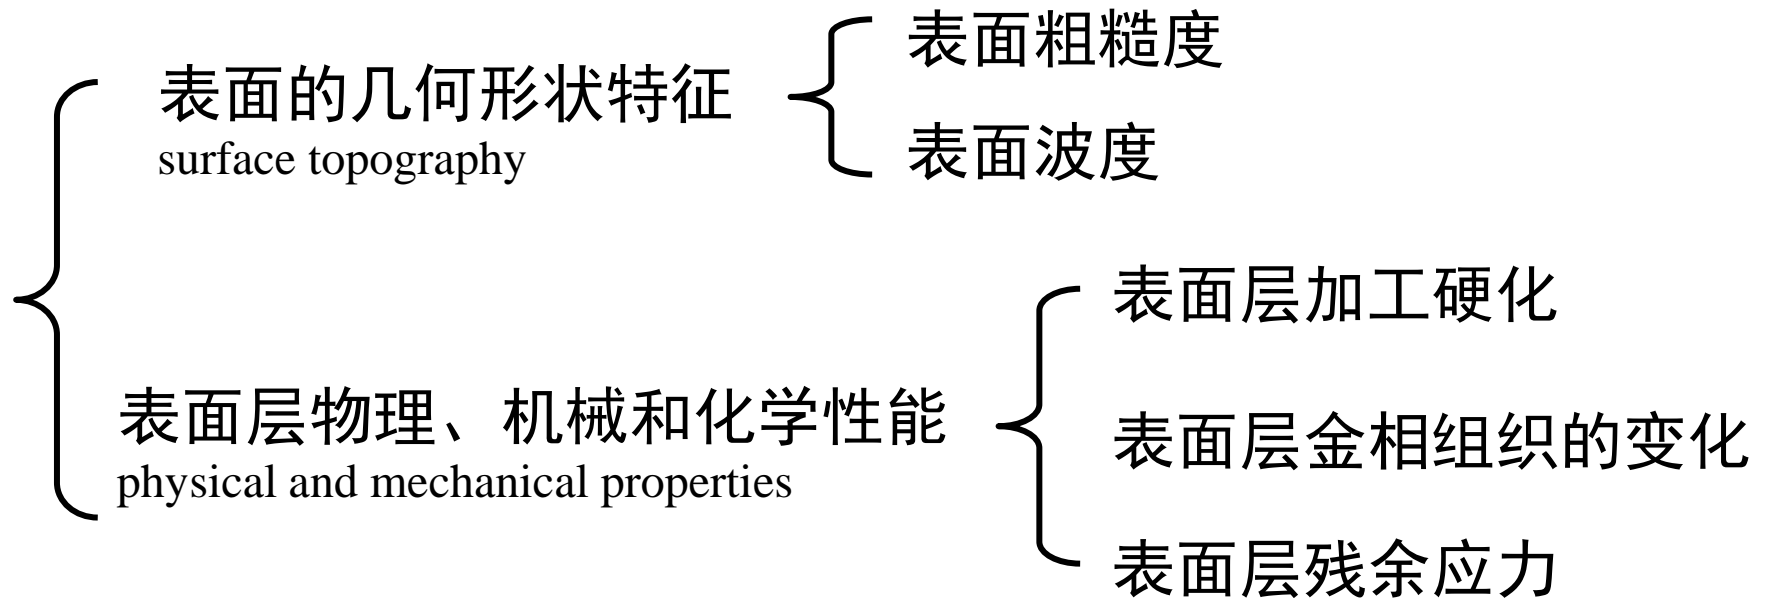 表面的几何形状特征
surface topography
表面粗糙度
表面波度
表面层物理、机械和化学性能
physical and mechanical properties
表面层加工硬化
表面层金相组织的变化
表面层残余应力